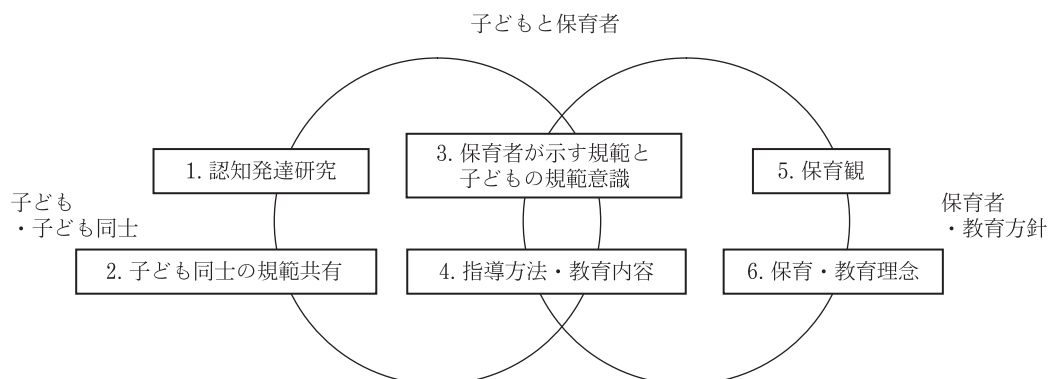 子どもと保育者
1. 認知発達研究
3. 保育者が示す規範と
子どもの規範意識
5. 保育観
子ども
・子ども同士
保育者
・教育方針
2. 子ども同士の規範共有
4. 指導方法・教育内容
6. 保育・教育理念